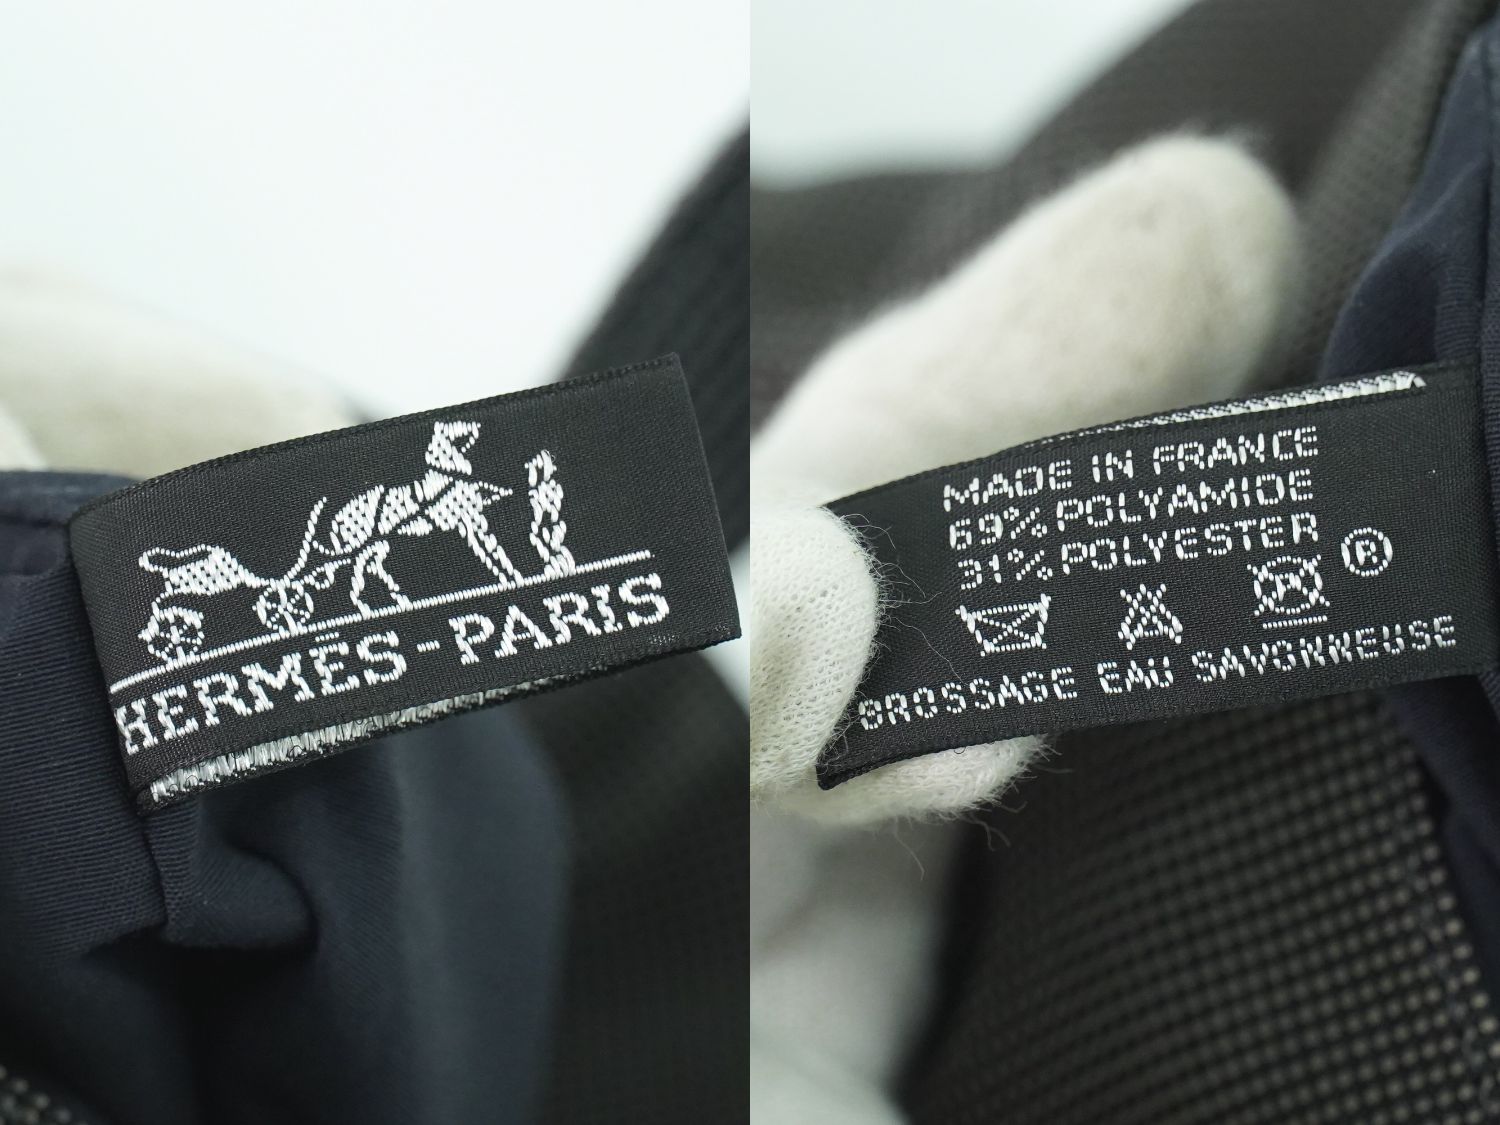 HERMÈS-PARIS
MADE IN FRANCE
69% POLYAMIDE
31% POLYESTER
®
P
BROSSAGE EAU SAVONNEUSE